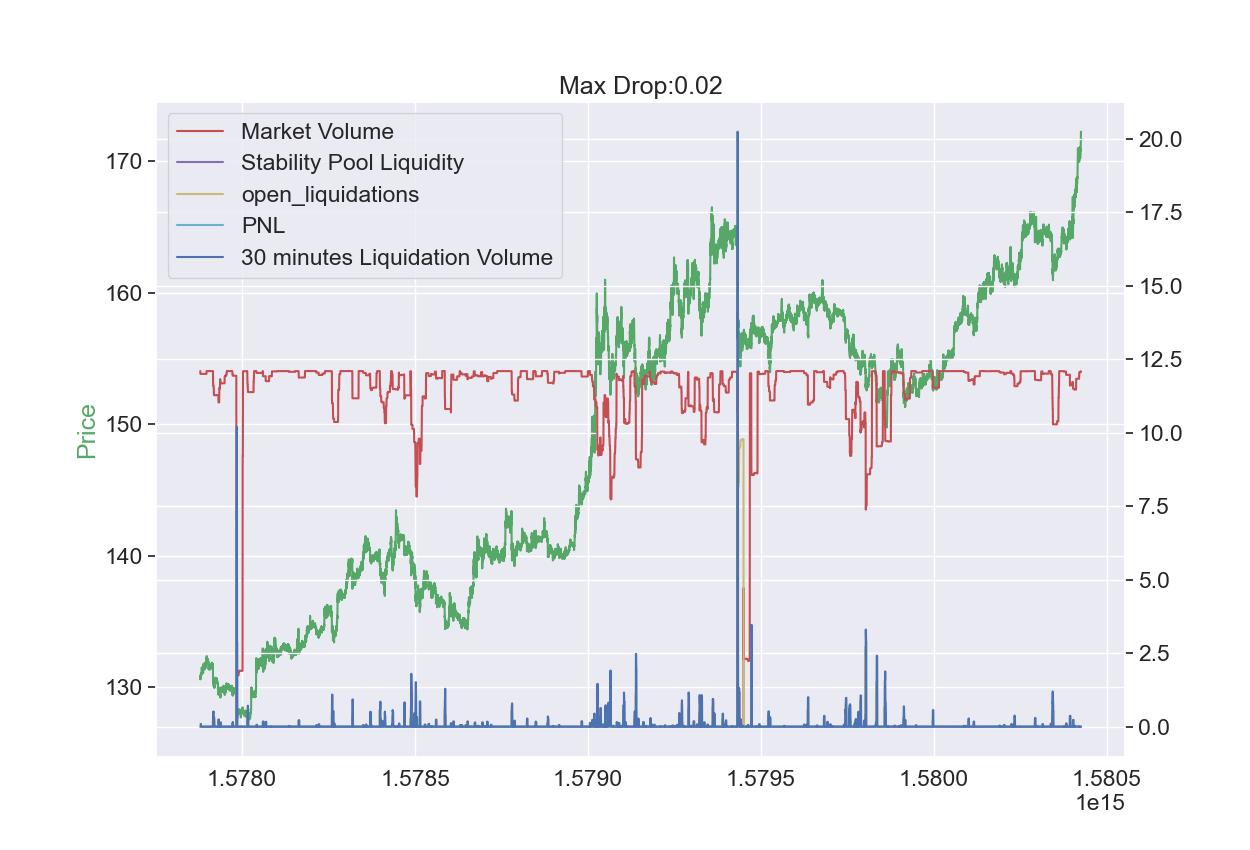 Max Drop:0.02
Market Volume
Stability Pool Liquidity
open_liquidations
PNL
30 minutes Liquidation Volume
Price
170
160
150
140
130
20.0
17.5
15.0
12.5
10.0
7.5
5.0
2.5
0.0
1.5780 1.5785 1.5790 1.5795 1.5800 1.5805
1e15